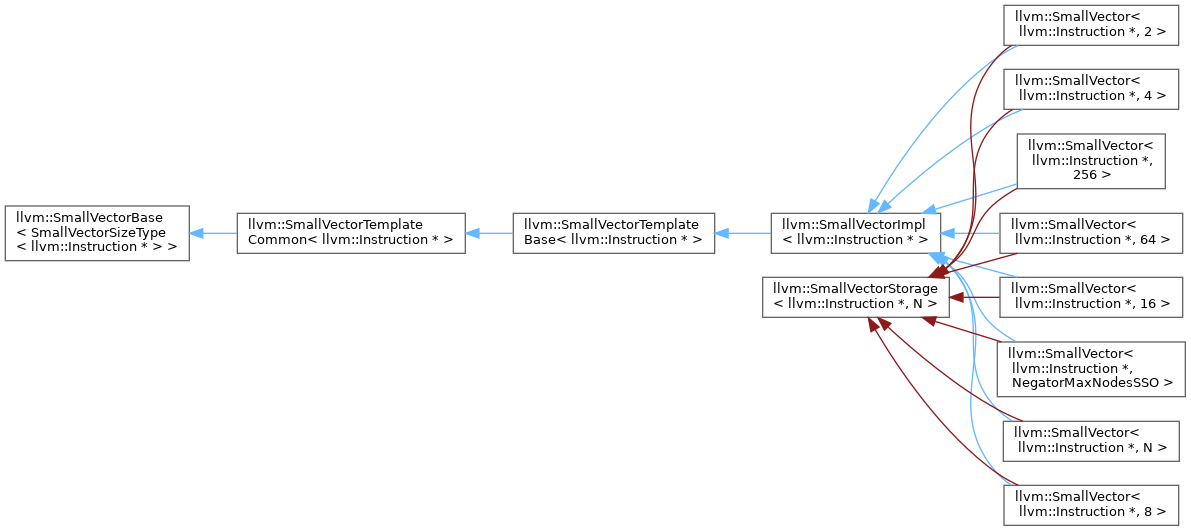 llvm::SmallVectorBase
< SmallVectorSizeType
< llvm::Instruction * > >
llvm::SmallVectorTemplate
Common< llvm::Instruction * >
llvm::SmallVectorTemplate
Base< llvm::Instruction * >
llvm::SmallVectorImpl
< llvm::Instruction * >
llvm::SmallVectorStorage
< llvm::Instruction *, N >
llvm::SmallVector<
llvm::Instruction *, 2 >
llvm::SmallVector<
llvm::Instruction *, 4 >
llvm::SmallVector<
llvm::Instruction *,
256 >
llvm::SmallVector<
llvm::Instruction *, 64 >
llvm::SmallVector<
llvm::Instruction *, 16 >
llvm::SmallVector<
llvm::Instruction *,
NegatorMaxNodesSSO >
llvm::SmallVector<
llvm::Instruction *, N >
llvm::SmallVector<
llvm::Instruction *, 8 >